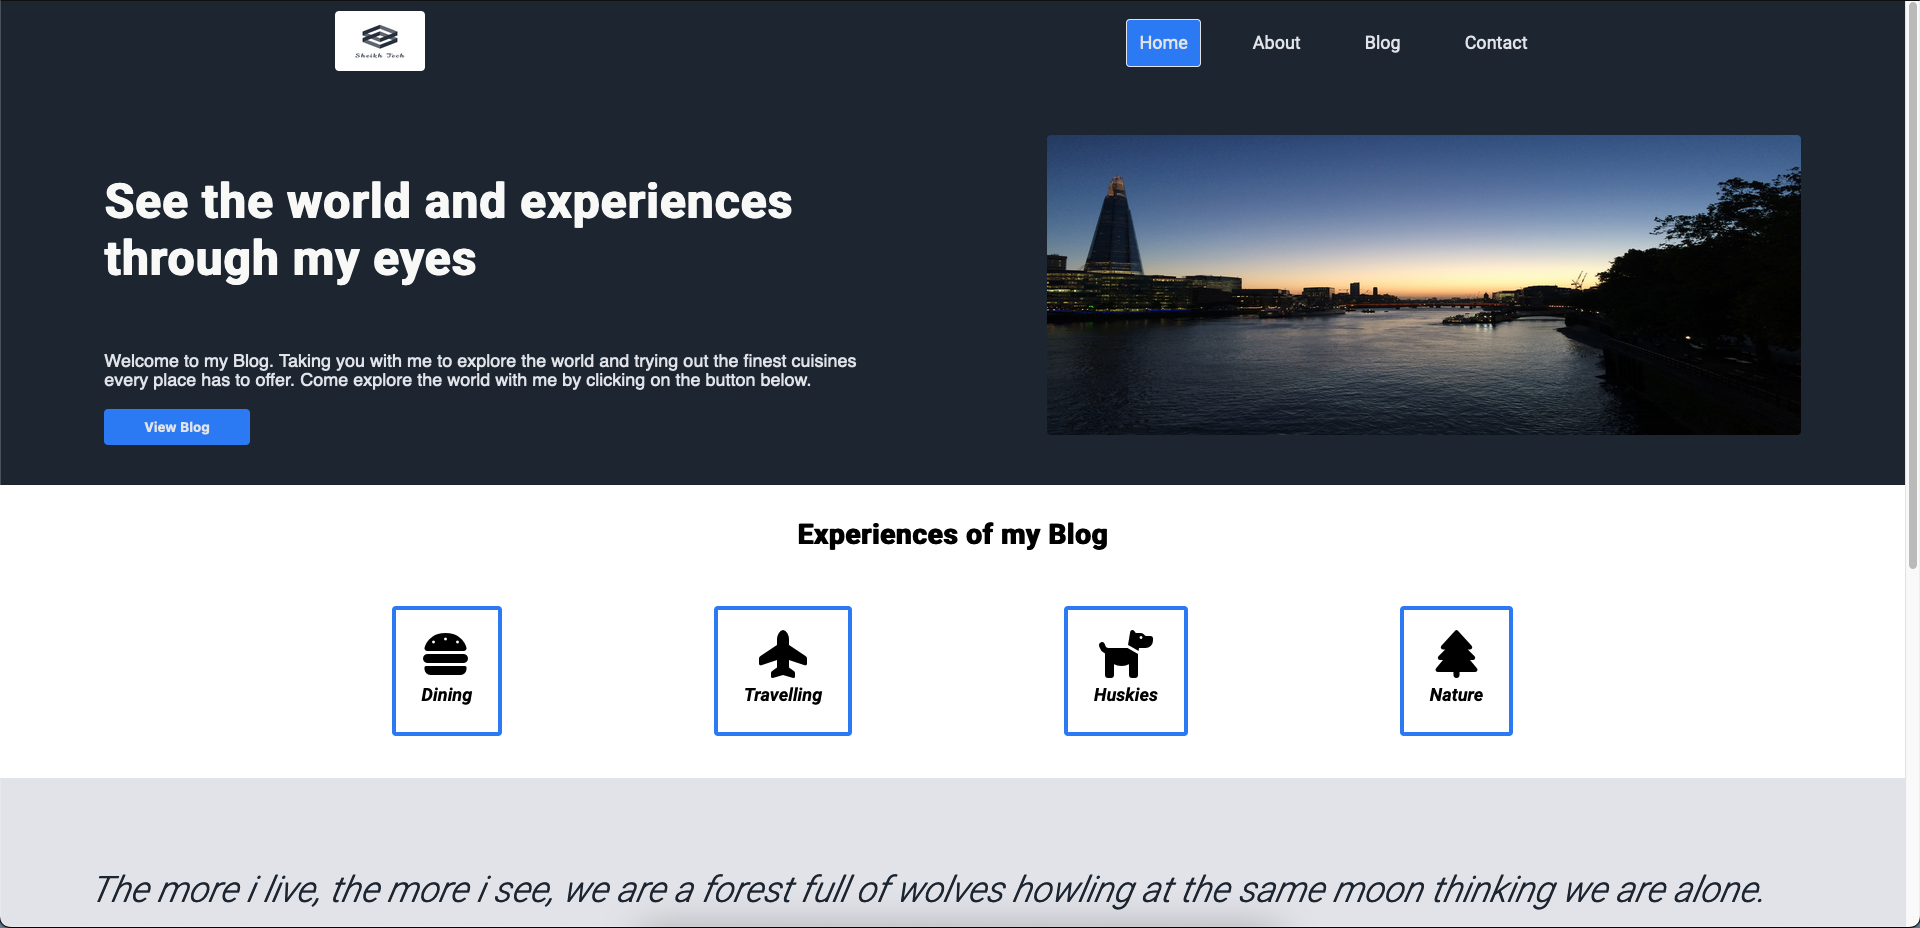 Sheikh Tech
Home
About
Blog
Contact
See the world and experiences
through my eyes
Welcome to my Blog. Taking you with me to explore the world and trying out the finest cuisines
every place has to offer. Come explore the world with me by clicking on the button below.
View Blog
Experiences of my Blog
Dining
Travelling
Huskies
Nature
The more i live, the more i see, we are a forest full of wolves howling at the same moon thinking we are alone.